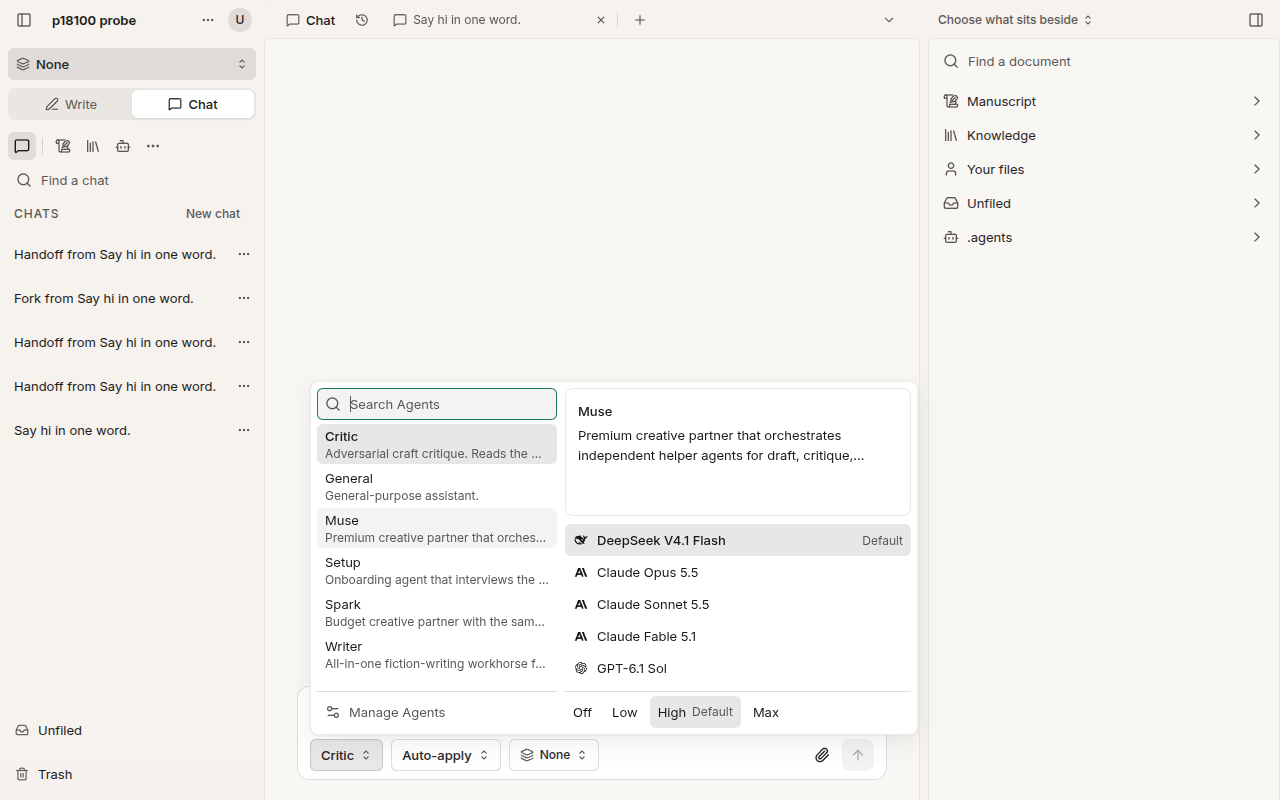 p18100 probe
U
None
Write
Chat
Find a chat
CHATS
New chat
Handoff from Say hi in one word.
Fork from Say hi in one word.
Handoff from Say hi in one word.
Handoff from Say hi in one word.
Say hi in one word.
Unfiled
Trash
Chat
Say hi in one word.
Search Agents
Critic
Adversarial craft critique. Reads the ...
General
General-purpose assistant.
Muse
Premium creative partner that orches...
Setup
Onboarding agent that interviews the ...
Spark
Budget creative partner with the sam...
Writer
All-in-one fiction-writing workhorse f...
Manage Agents
Muse
Premium creative partner that orchestrates
independent helper agents for draft, critique,...
DeepSeek V4.1 Flash Default
Claude Opus 5.5
Claude Sonnet 5.5
Claude Fable 5.1
GPT-6.1 Sol
Off Low High Default Max
Critic
Auto-apply
None
Choose what sits beside
Find a document
Manuscript
Knowledge
Your files
Unfiled
.agents